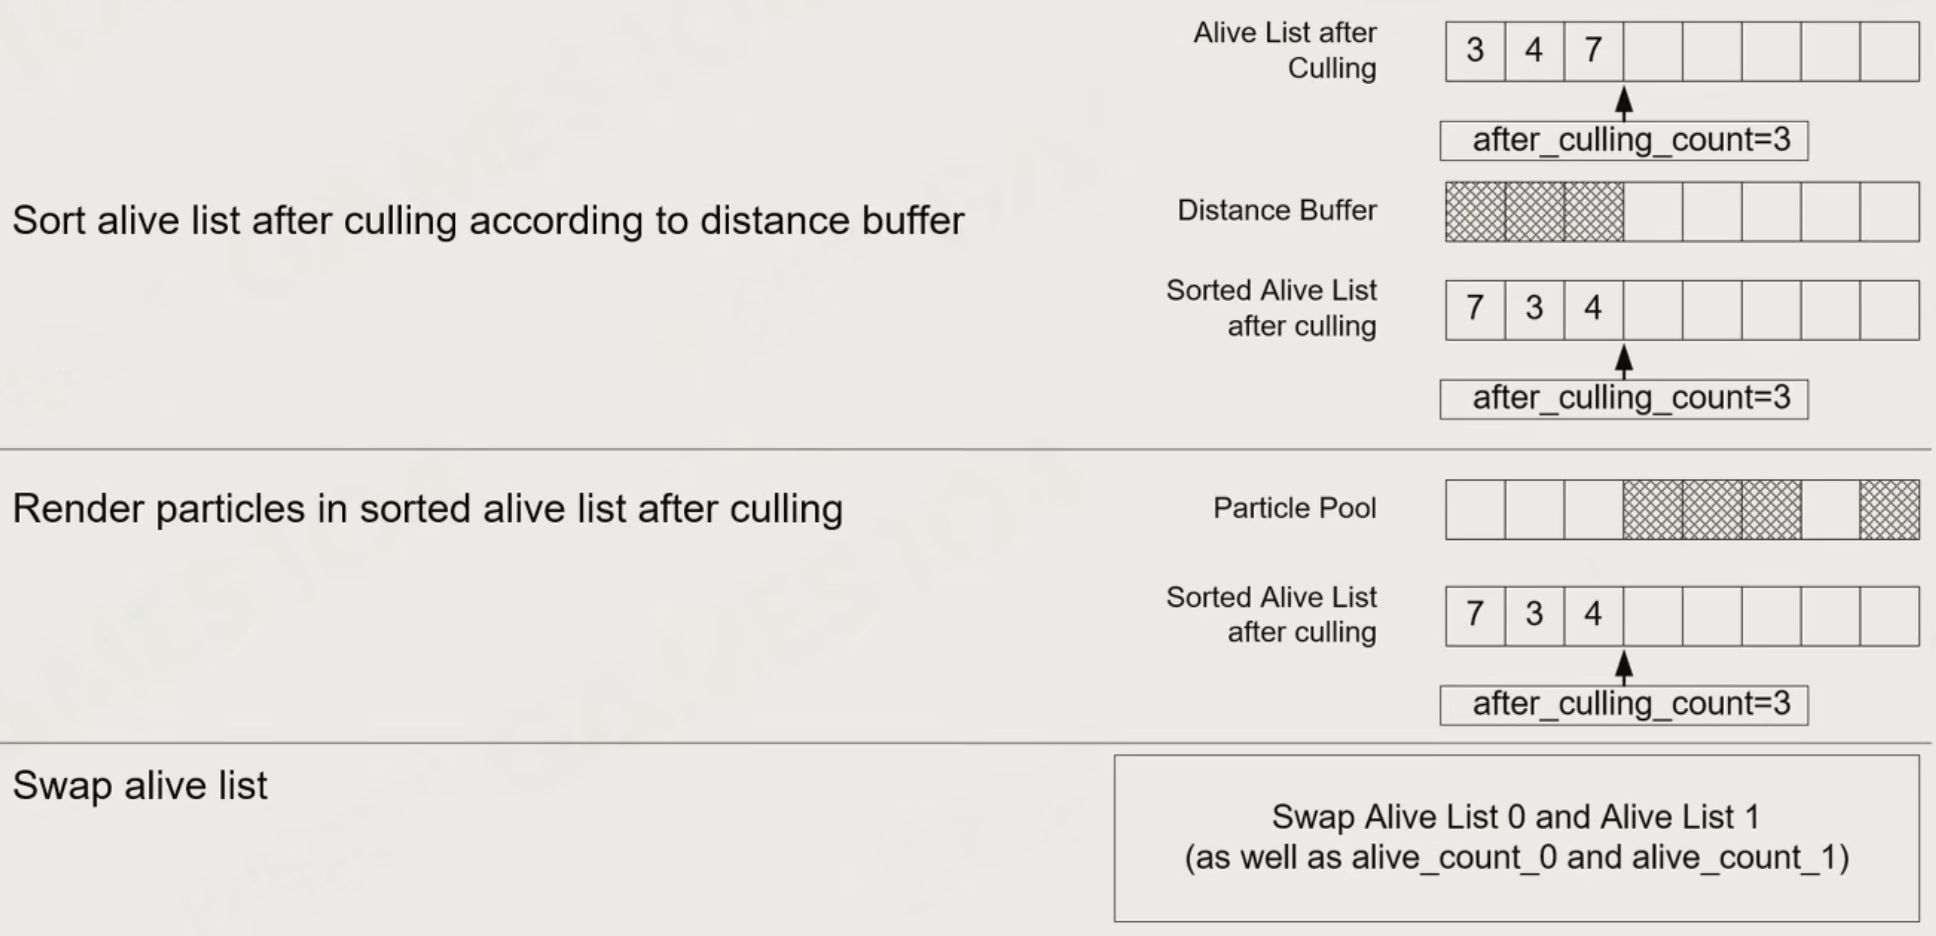 Alive List after
Culling
3 4 7
after_culling_count=3
Sort alive list after culling according to distance buffer
Distance Buffer
Sorted Alive List
after culling
7 3 4
after_culling_count=3
Render particles in sorted alive list after culling
Particle Pool
Sorted Alive List
after culling
7 3 4
after_culling_count=3
Swap alive list
Swap Alive List 0 and Alive List 1
(as well as alive_count_0 and alive_count_1)